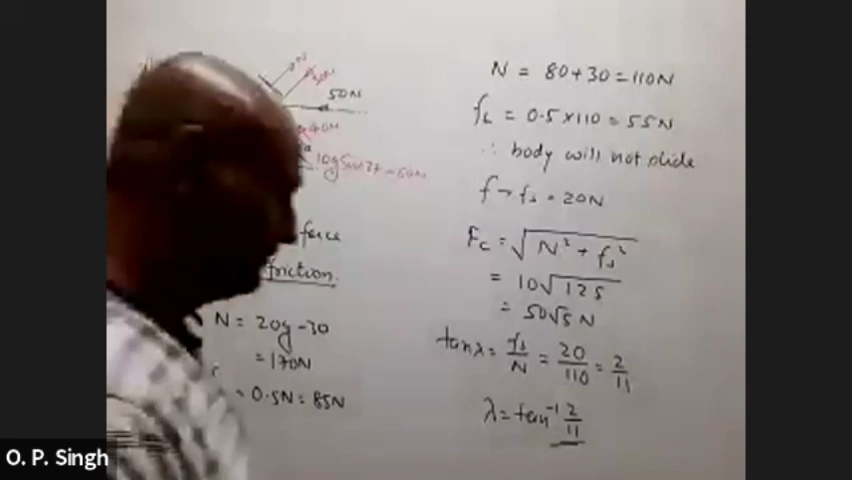 50N
40N
force
friction.
N = 20g - 30
= 170N
= 0.5N = 85N
N = 80+30 = 110N
fL = 0.5 x 110 = 55N
∴ body will not slide
f → fs = 20N
Fc = √N² + fs²
= 10√125
= 50√5 N
tanλ = fs/N = 20/110 = 2/11
λ = tan⁻¹ 2/11
O. P. Singh